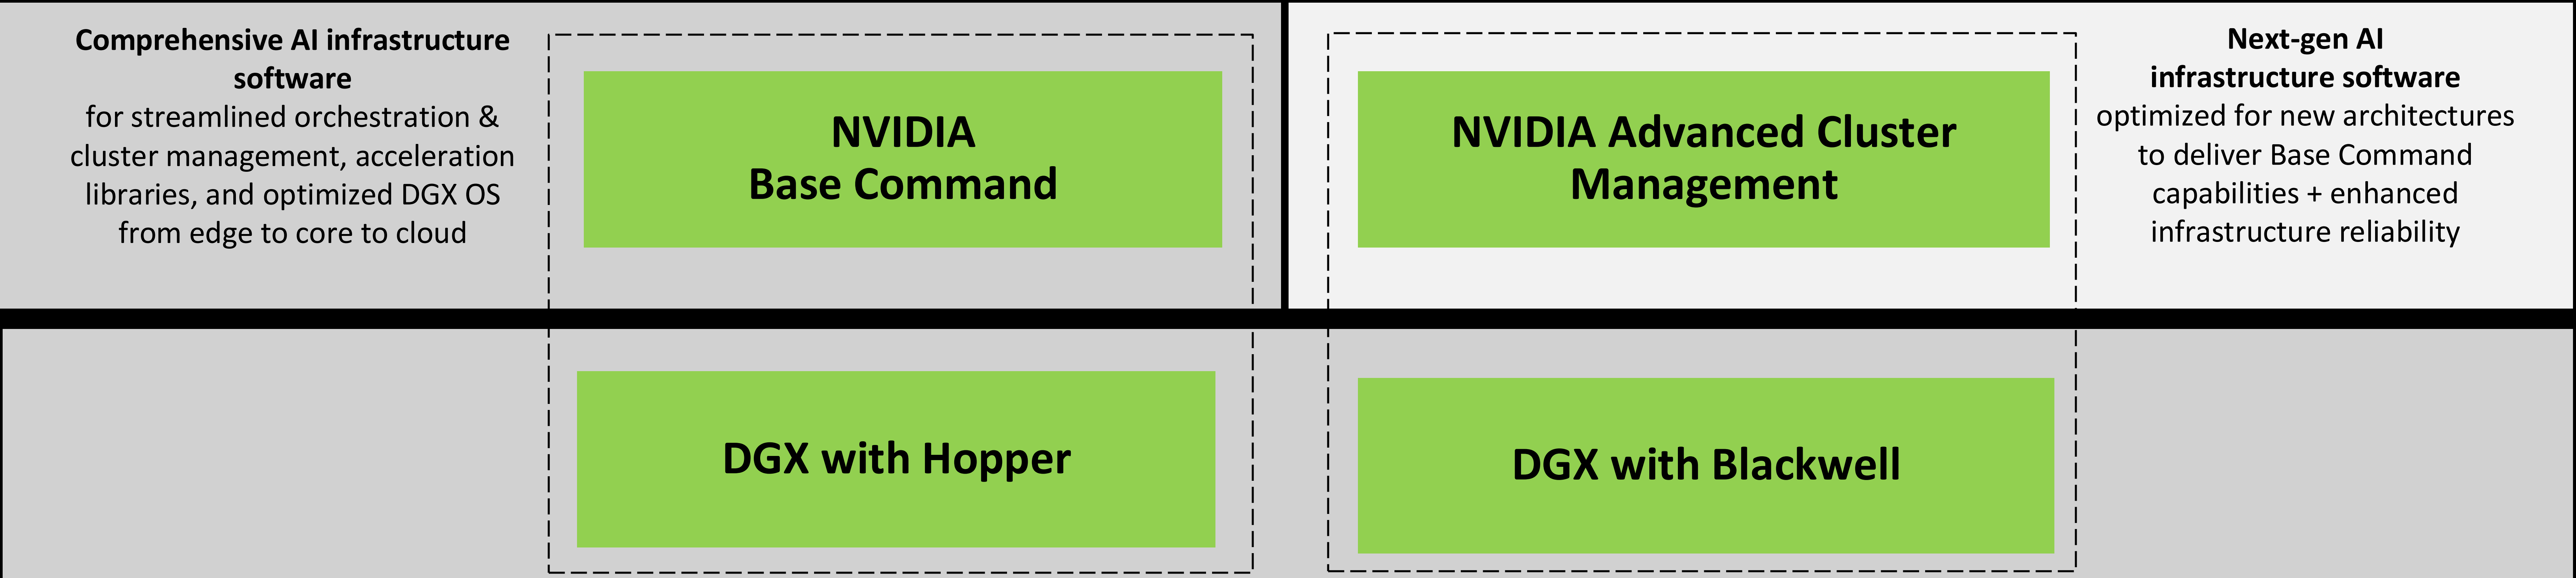 Comprehensive AI infrastructure
software
for streamlined orchestration &
cluster management, acceleration
libraries, and optimized DGX OS
from edge to core to cloud
NVIDIA
Base Command
NVIDIA Advanced Cluster
Management
Next-gen AI
infrastructure software
optimized for new architectures
to deliver Base Command
capabilities + enhanced
infrastructure reliability
DGX with Hopper
DGX with Blackwell